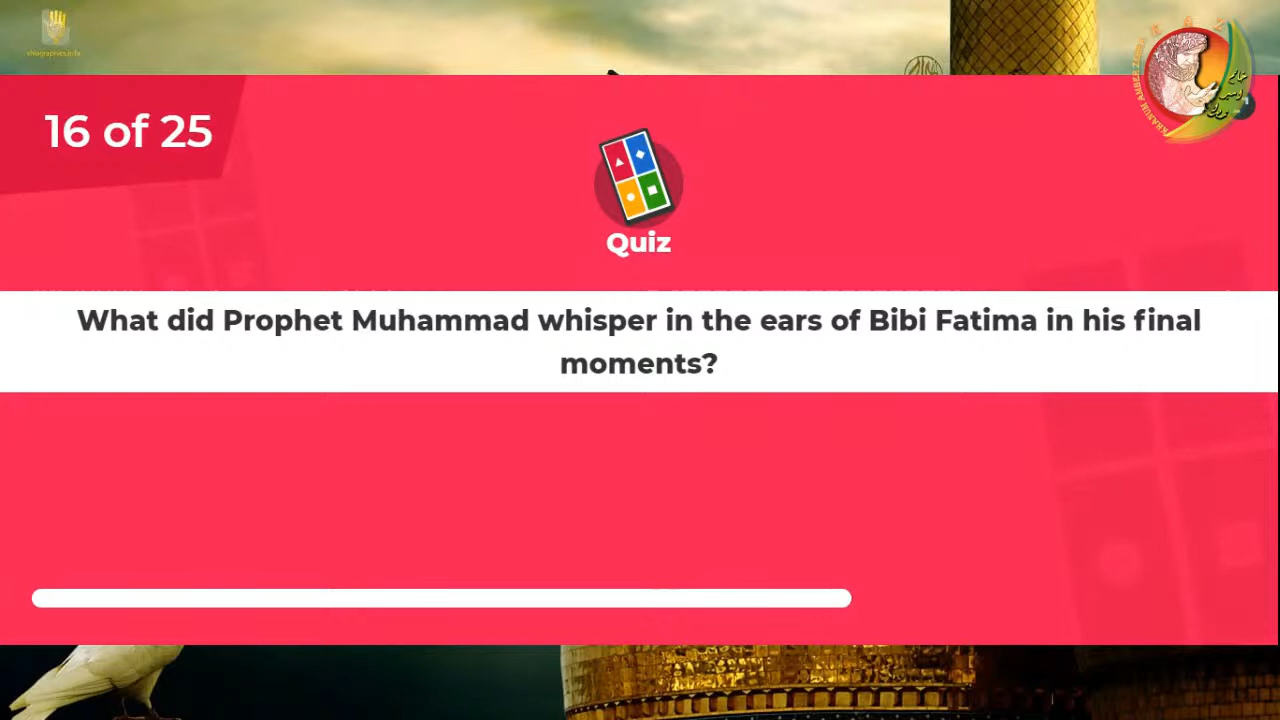 16 of 25
Quiz
What did Prophet Muhammad whisper in the ears of Bibi Fatima in his final
moments?